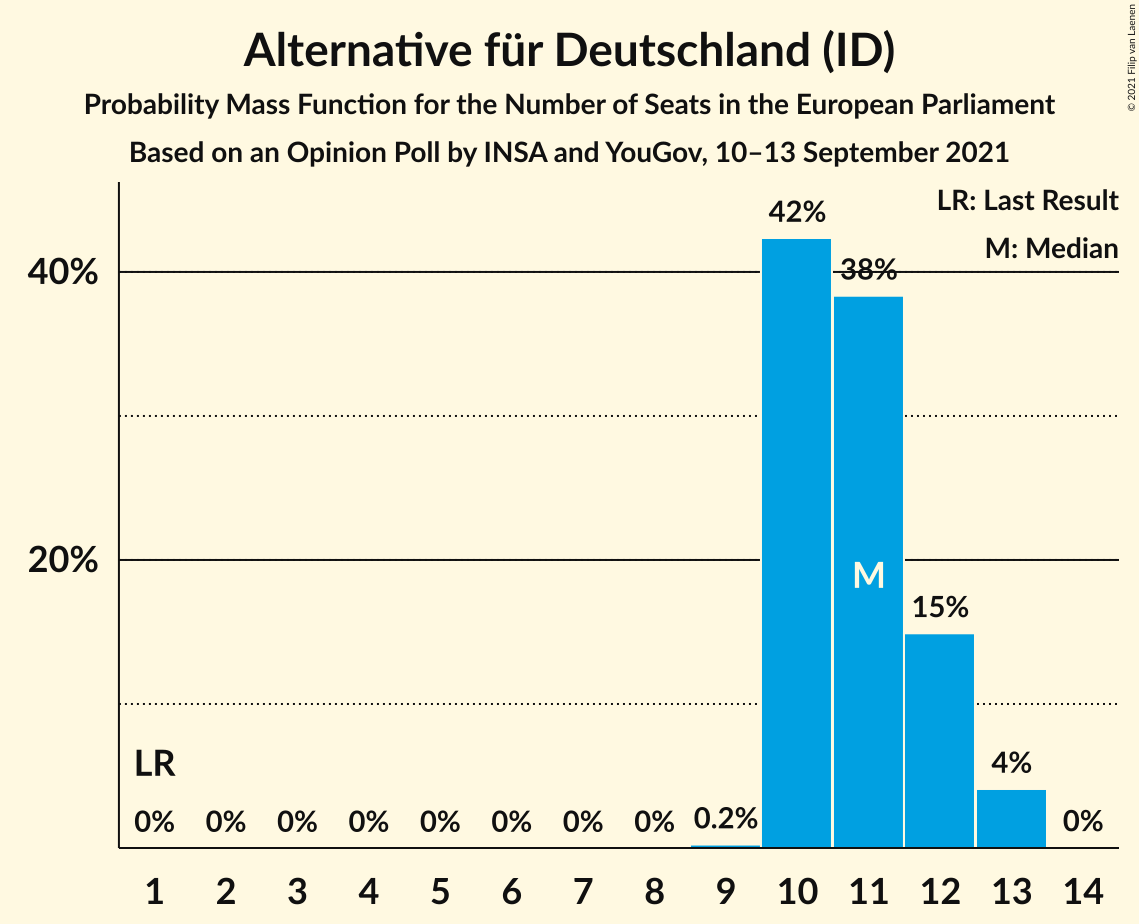 Alternative für Deutschland (ID)
Probability Mass Function for the Number of Seats in the European Parliament
Based on an Opinion Poll by INSA and YouGov, 10–13 September 2021
© 2021 Filip van Laenen
LR: Last Result
M: Median
40%
20%
42%
38%
M
15%
4%
LR
0% 0% 0% 0% 0% 0% 0% 0% 0.2% 0%
1 2 3 4 5 6 7 8 9 10 11 12 13 14